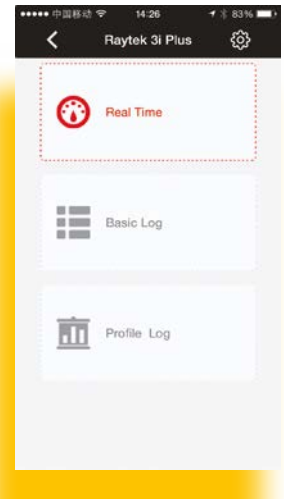 中国移动 14:26 83%
Raytek 3i Plus
Real Time
Basic Log
Profile Log